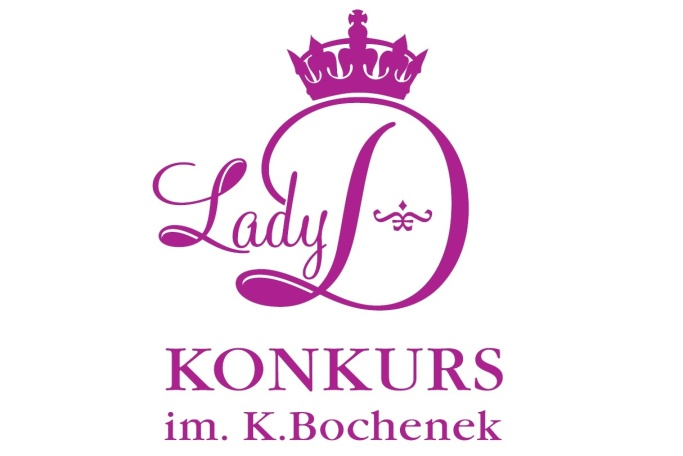 Lady D
KONKURS
im. K.Bochenek